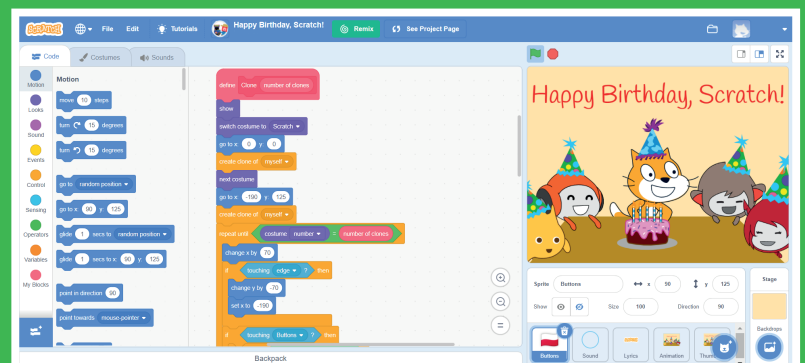 SCRATCH File Edit Tutorials Happy Birthday, Scratch! Remix See Project Page
Code Costumes Sounds
Motion
Looks
Sound
Events
Control
Sensing
Operators
Variables
My Blocks
Motion
move 10 steps
turn 15 degrees
turn 15 degrees
go to random position
go to x: 90 y: 125
glide 1 secs to random position
glide 1 secs to x: 90 y: 125
point in direction 90
point towards mouse-pointer
define Clone number of clones
show
switch costume to Scratch
go to x: 0 y: 0
create clone of myself
next costume
go to x: -190 y: 125
create clone of myself
repeat until costume number = number of clones
change x by 70
if touching edge ? then
change y by -70
set x to -190
if touching Buttons ? then
Backpack
Happy Birthday, Scratch!
Sprite Buttons x 90 y 125
Show Size 100 Direction 90
Buttons
Sound
Lyrics
Animation
Stage
Backdrops